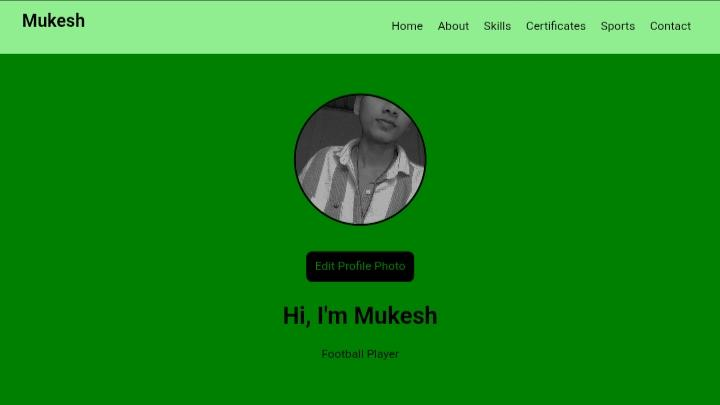 Mukesh
Home About Skills Certificates Sports Contact
Edit Profile Photo
Hi, I'm Mukesh
Football Player